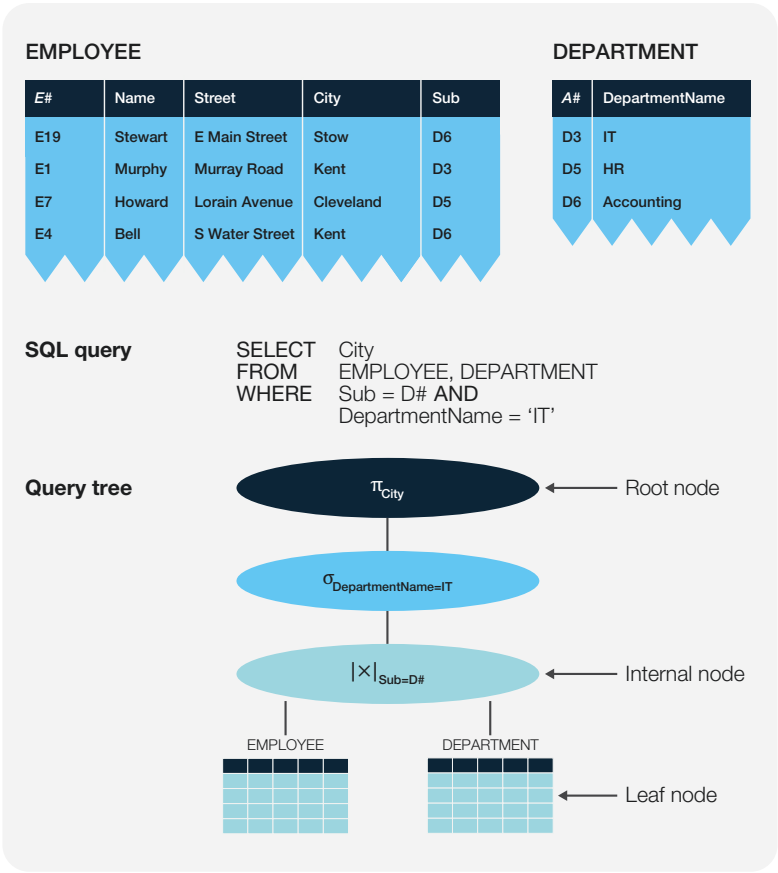 EMPLOYEE
E# Name Street City Sub
E19 Stewart E Main Street Stow D6
E1 Murphy Murray Road Kent D3
E7 Howard Lorain Avenue Cleveland D5
E4 Bell S Water Street Kent D6
DEPARTMENT
A# DepartmentName
D3 IT
D5 HR
D6 Accounting
SQL query
SELECT City
FROM EMPLOYEE, DEPARTMENT
WHERE Sub = D# AND
DepartmentName = ‘IT’
Query tree
πCity
Root node
σDepartmentName=IT
|×|Sub=D#
Internal node
EMPLOYEE
DEPARTMENT
Leaf node